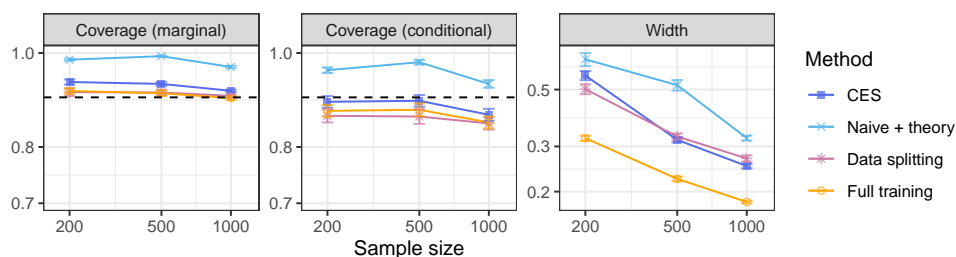 Coverage (marginal)
Coverage (conditional)
Width
1.0
0.8
0.7
200
500
1000
1.0
0.8
0.7
200
500
1000
0.5
0.3
0.2
200
500
1000
Sample size
Method
CES
Naive + theory
Data splitting
Full training